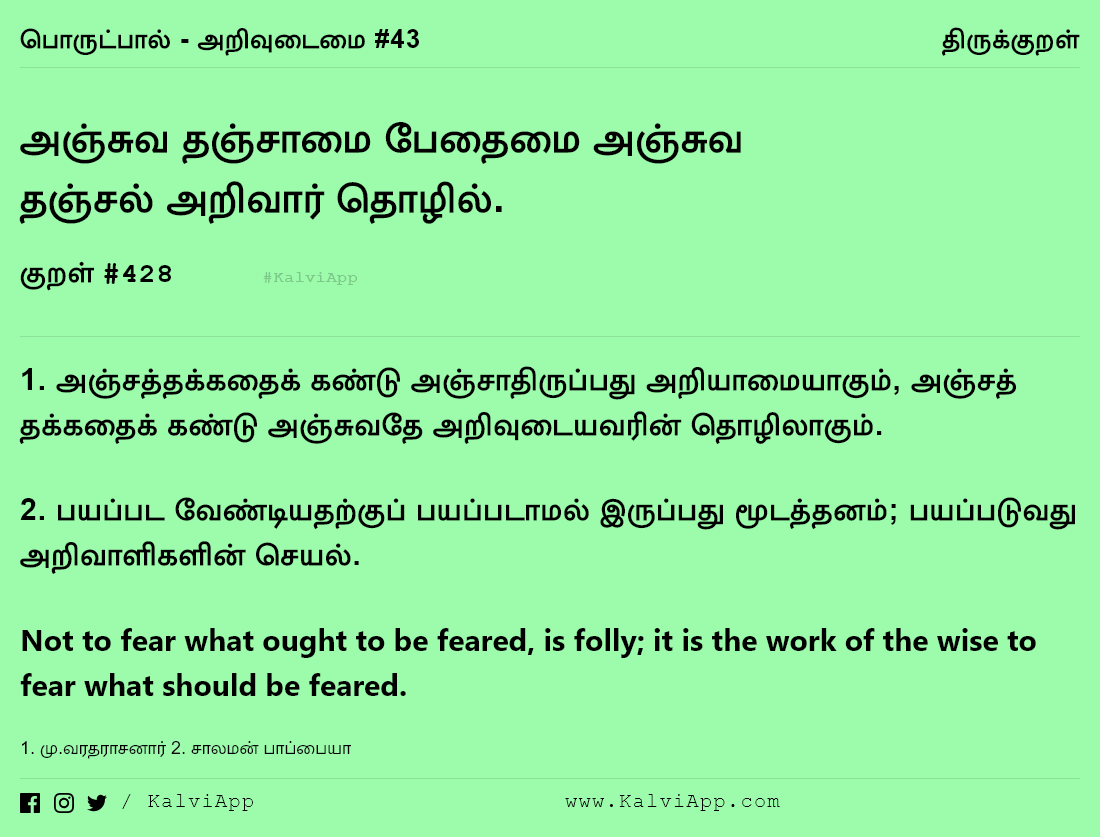 பொருட்பால் - அறிவுடைமை #43
திருக்குறள்
அஞ்சுவ தஞ்சாமை பேதைமை அஞ்சுவ
தஞ்சல் அறிவார் தொழில்.
குறள் #428
#KalviApp
1. அஞ்சத்தக்கதைக் கண்டு அஞ்சாதிருப்பது அறியாமையாகும், அஞ்சத்
தக்கதைக் கண்டு அஞ்சுவதே அறிவுடையவரின் தொழிலாகும்.
2. பயப்பட வேண்டியதற்குப் பயப்படாமல் இருப்பது மூடத்தனம்; பயப்படுவது
அறிவாளிகளின் செயல்.
Not to fear what ought to be feared, is folly; it is the work of the wise to
fear what should be feared.
1. மு.வரதராசனார் 2. சாலமன் பாப்பையா
/ KalviApp
www.KalviApp.com